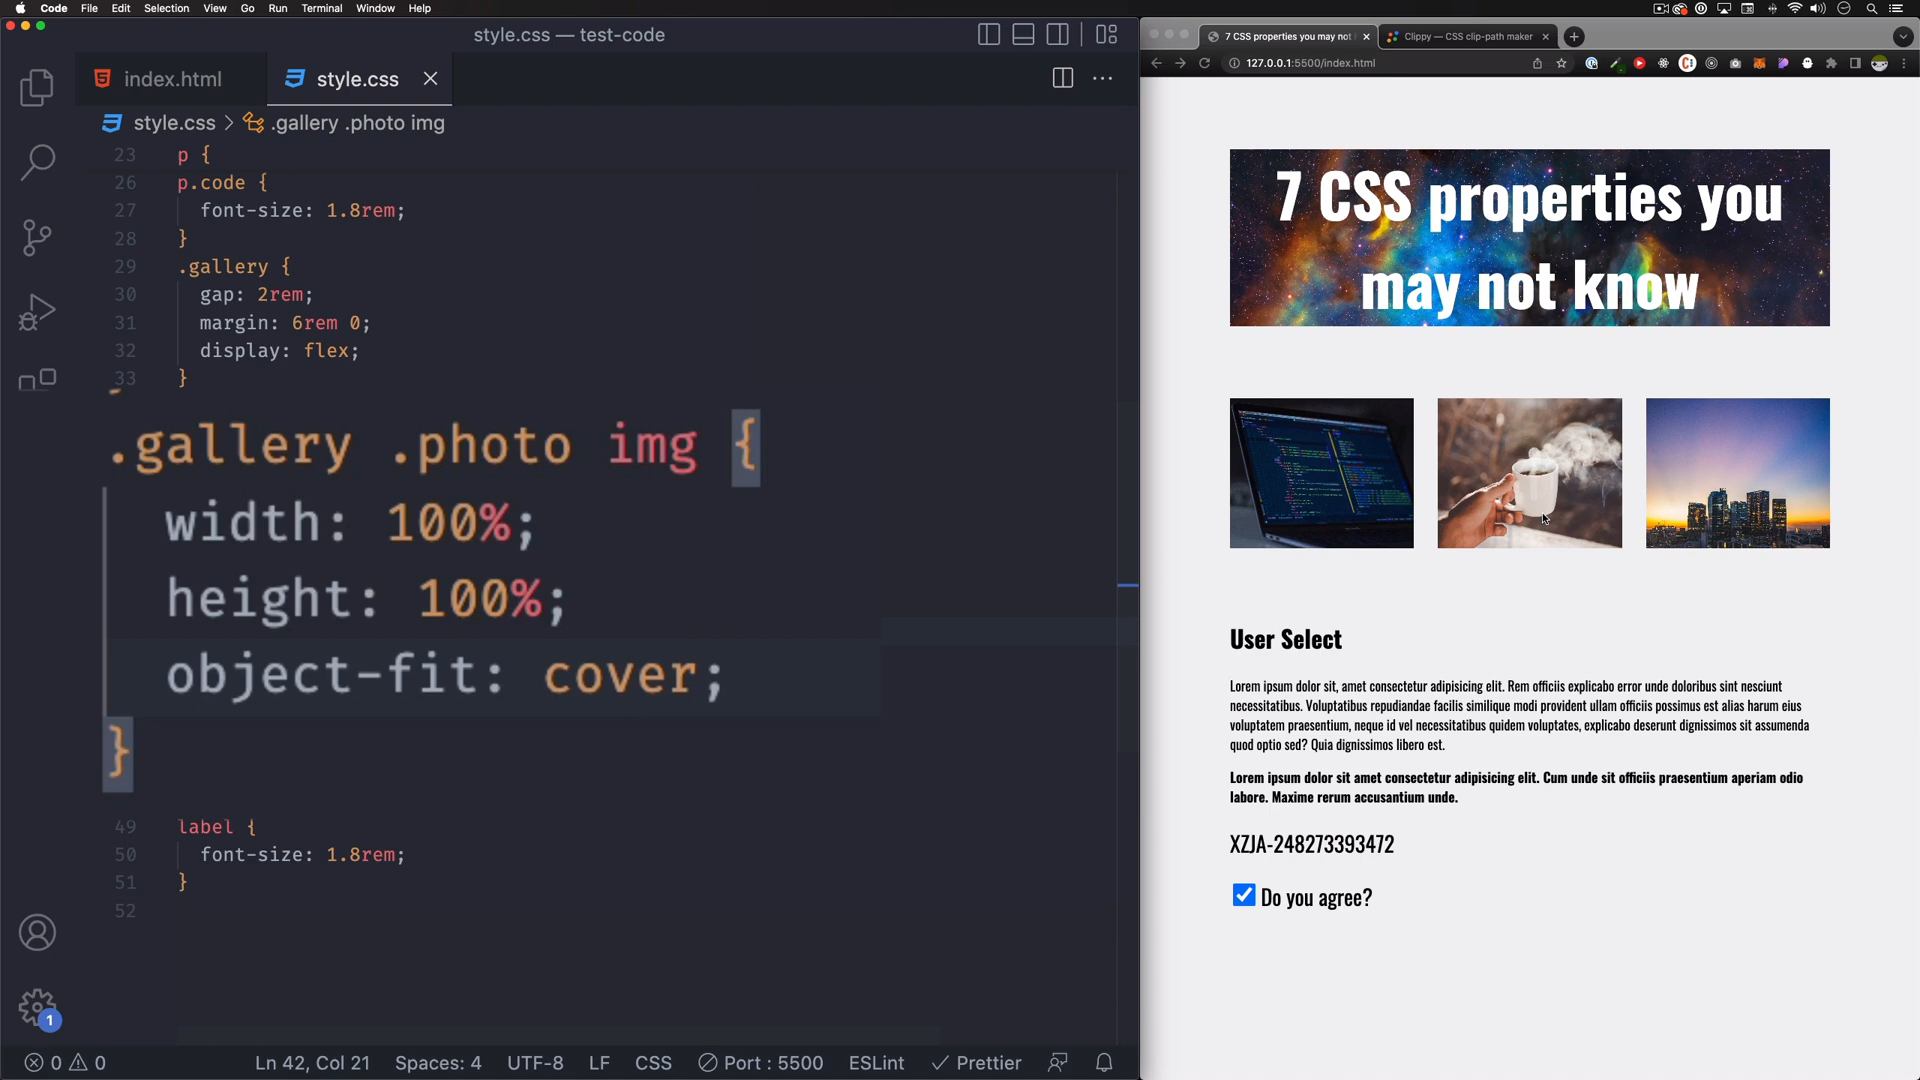 Code File Edit Selection View Go Run Terminal Window Help
style.css — test-code
index.html
style.css
style.css > .gallery .photo img
23 p {
26 p.code {
27 font-size: 1.8rem;
28 }
29 .gallery {
30 gap: 2rem;
31 margin: 6rem 0;
32 display: flex;
33 }
.gallery .photo img {
width: 100%;
height: 100%;
object-fit: cover;
}
49 label {
50 font-size: 1.8rem;
51 }
52
1
0 0 Ln 42, Col 21 Spaces: 4 UTF-8 LF CSS Port : 5500 ESLint Prettier
7 CSS properties you may not
Clippy — CSS clip-path maker
127.0.0.1:5500/index.html
7 CSS properties you
may not know
User Select
Lorem ipsum dolor sit, amet consectetur adipisicing elit. Rem officiis explicabo error unde doloribus sint nesciunt
necessitatibus. Voluptatibus repudiandae facilis similique modi provident ullam officiis possimus est alias harum eius
voluptatem praesentium, neque id vel necessitatibus quidem voluptates, explicabo deserunt dignissimos sit assumenda
quod optio sed? Quia dignissimos libero est.
Lorem ipsum dolor sit amet consectetur adipisicing elit. Cum unde sit officiis praesentium aperiam odio
labore. Maxime rerum accusantium unde.
XZJA-248273393472
Do you agree?